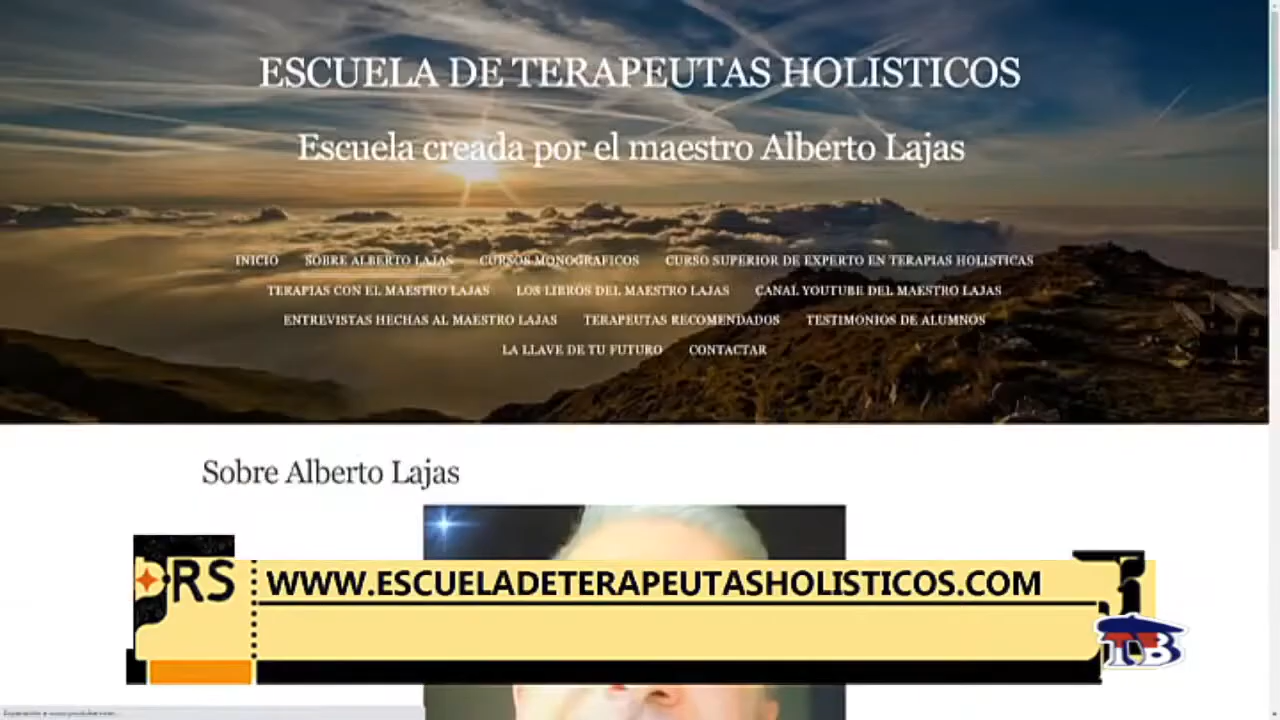 ESCUELA DE TERAPEUTAS HOLISTICOS
Escuela creada por el maestro Alberto Lajas
INICIO SOBRE ALBERTO LAJAS CURSOS MONOGRAFICOS CURSO SUPERIOR DE EXPERTO EN TERAPIAS HOLISTICAS
TERAPIAS CON EL MAESTRO LAJAS LOS LIBROS DEL MAESTRO LAJAS CANAL YOUTUBE DEL MAESTRO LAJAS
ENTREVISTAS HECHAS AL MAESTRO LAJAS TERAPEUTAS RECOMENDADOS TESTIMONIOS DE ALUMNOS
LA LLAVE DE TU FUTURO CONTACTAR
Sobre Alberto Lajas
RS WWW.ESCUELADETERAPEUTASHOLISTICOS.COM
TB